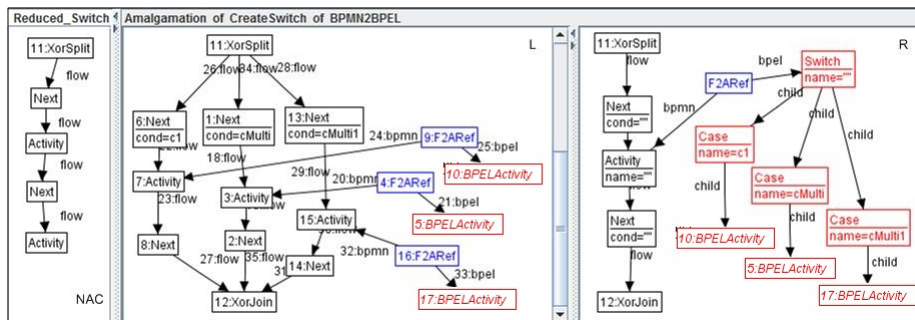 Reduced_Switch
Amalgamation of CreateSwitch of BPMN2BPEL
11:XorSplit
flow
Next
flow
Activity
flow
Next
flow
Activity
NAC
L
11:XorSplit
26:flow
34:flow
28:flow
6:Next
cond=c1
1:Next
cond=cMulti
13:Next
cond=cMulti1
24:bpmn
9:F2ARef
25:bpel
10:BPELActivity
18:flow
7:Activity
29:flow
20:bpmn
4:F2ARef
21:bpel
5:BPELActivity
23:flow
3:Activity
15:Activity
8:Next
2:Next
32:bpmn
16:F2ARef
27:flow
35:flow
14:Next
33:bpel
17:BPELActivity
12:XorJoin
R
11:XorSplit
flow
bpel
Switch
name=""
F2ARef
Next
cond=""
bpmn
child
child
child
Case
name=c1
Activity
name=""
Case
name=cMulti
child
Next
cond=""
child
Case
name=cMulti1
10:BPELActivity
flow
child
5:BPELActivity
12:XorJoin
17:BPELActivity